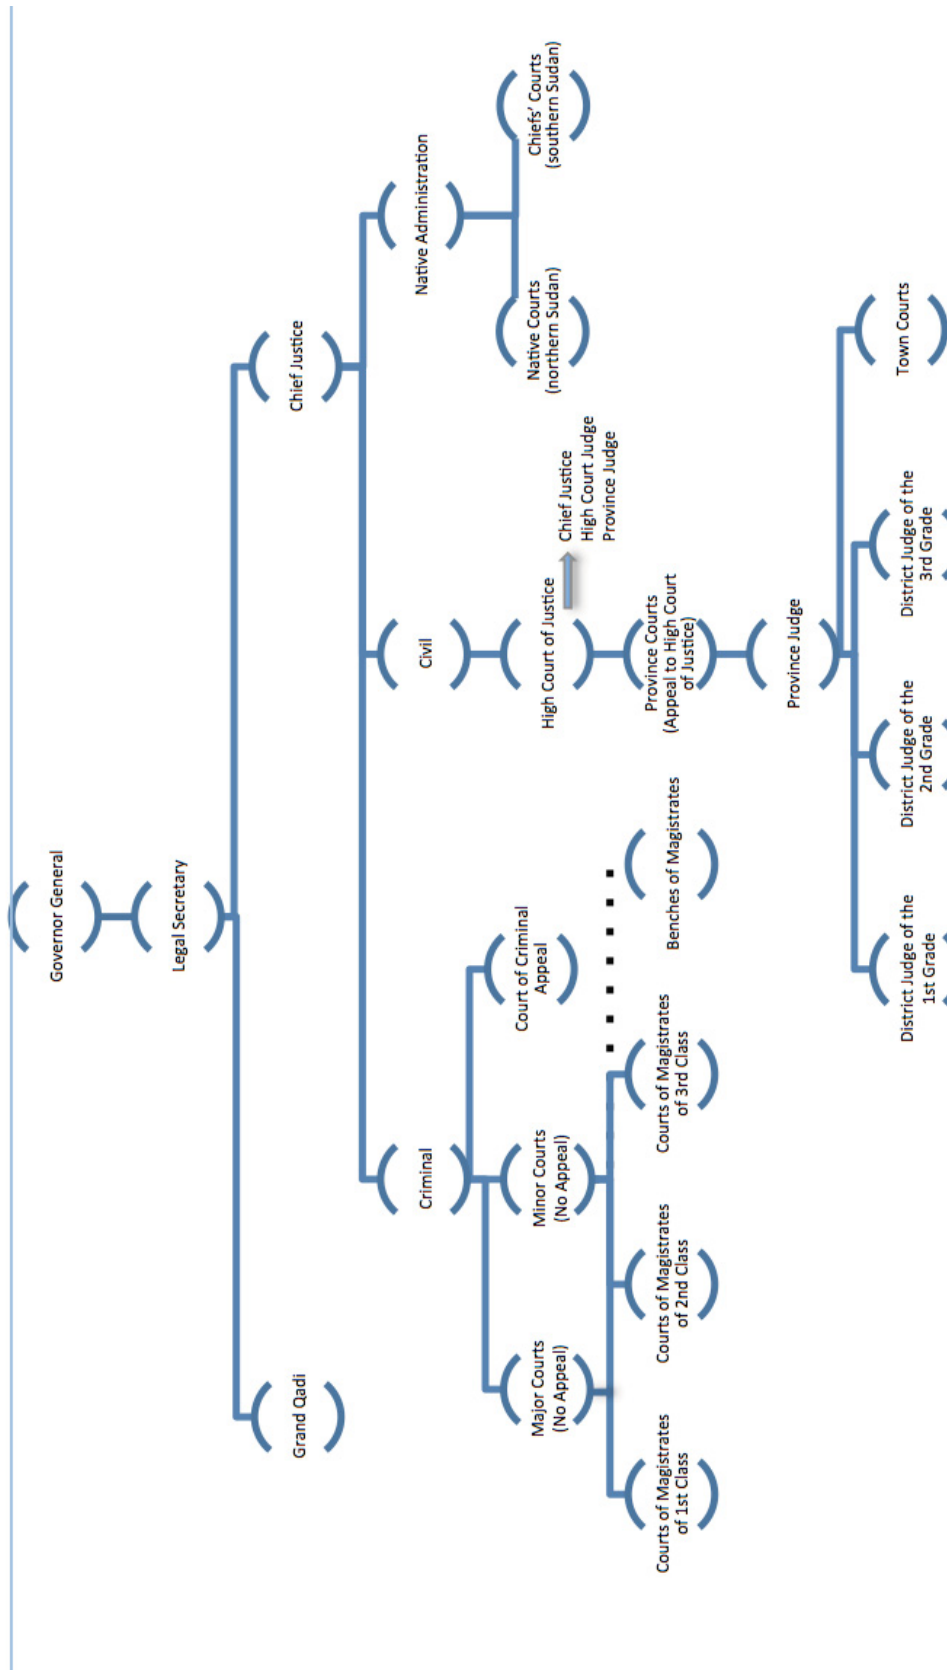 Governor General
Legal Secretary
Grand Qadi
Chief Justice
Criminal
Civil
Native Administration
Major Courts
(No Appeal)
Minor Courts
(No Appeal)
Court of Criminal
Appeal
High Court of Justice
Chief Justice
High Court Judge
Province Judge
Native Courts
(northern Sudan)
Chiefs' Courts
(southern Sudan)
Courts of Magistrates
of 1st Class
Courts of Magistrates
of 2nd Class
Courts of Magistrates
of 3rd Class
Benches of Magistrates
Province Courts
(Appeal to High Court
of Justice)
Province Judge
District Judge of the
1st Grade
District Judge of the
2nd Grade
District Judge of the
3rd Grade
Town Courts